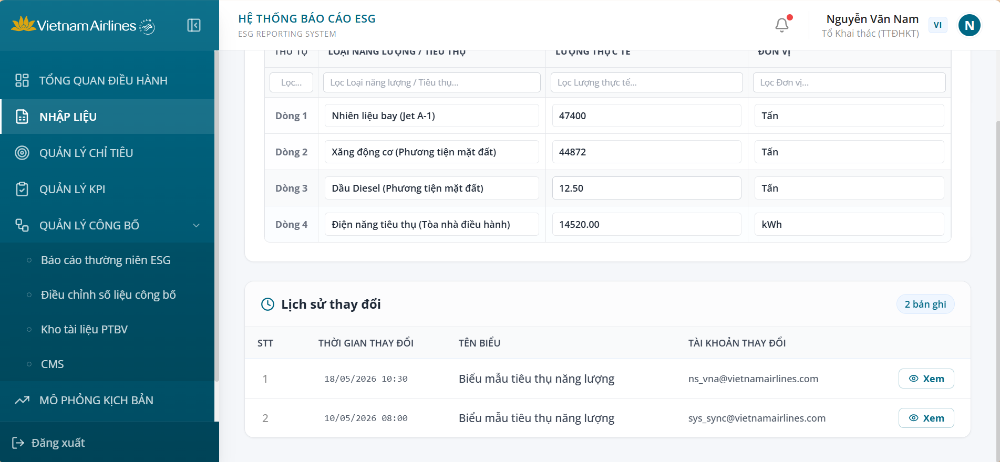 Vietnam Airlines
SKYTEAM
HỆ THỐNG BÁO CÁO ESG
ESG REPORTING SYSTEM
Nguyễn Văn Nam
Tổ Khai thác (TTĐHKT)
VI
N
TỔNG QUAN ĐIỀU HÀNH
NHẬP LIỆU
QUẢN LÝ CHỈ TIÊU
QUẢN LÝ KPI
QUẢN LÝ CÔNG BỐ
Báo cáo thường niên ESG
Điều chỉnh số liệu công bố
Kho tài liệu PTBV
CMS
MÔ PHỎNG KỊCH BẢN
Đăng xuất
THỨ TỰ LOẠI NĂNG LƯỢNG / TIÊU THỤ LƯỢNG THỰC TẾ ĐƠN VỊ
Lọc... Lọc Loại năng lượng / Tiêu thụ... Lọc Lượng thực tế... Lọc Đơn vị...
Dòng 1 Nhiên liệu bay (Jet A-1) 47400 Tấn
Dòng 2 Xăng động cơ (Phương tiện mặt đất) 44872 Tấn
Dòng 3 Dầu Diesel (Phương tiện mặt đất) 12.50 Tấn
Dòng 4 Điện năng tiêu thụ (Tòa nhà điều hành) 14520.00 kWh
Lịch sử thay đổi 2 bản ghi
STT THỜI GIAN THAY ĐỔI TÊN BIỂU TÀI KHOẢN THAY ĐỔI
1 18/05/2026 10:30 Biểu mẫu tiêu thụ năng lượng ns_vna@vietnamairlines.com Xem
2 10/05/2026 08:00 Biểu mẫu tiêu thụ năng lượng sys_sync@vietnamairlines.com Xem